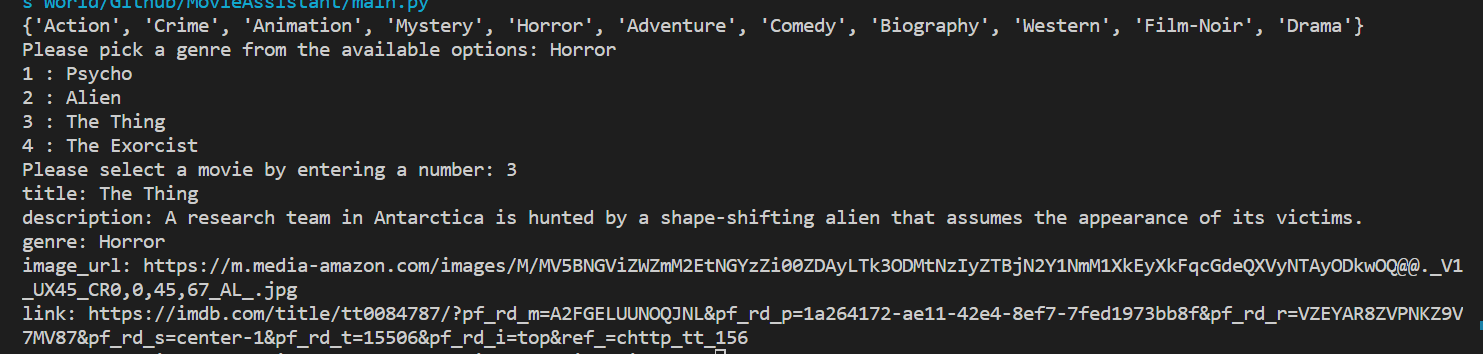 s World/Github/MovieAssistant/main.py
{'Action', 'Crime', 'Animation', 'Mystery', 'Horror', 'Adventure', 'Comedy', 'Biography', 'Western', 'Film-Noir', 'Drama'}
Please pick a genre from the available options: Horror
1 : Psycho
2 : Alien
3 : The Thing
4 : The Exorcist
Please select a movie by entering a number: 3
title: The Thing
description: A research team in Antarctica is hunted by a shape-shifting alien that assumes the appearance of its victims.
genre: Horror
image_url: https://m.media-amazon.com/images/M/MV5BNGViZWZmM2EtNGYzZi00ZDAyLTk3ODMtNzIyZTBjN2Y1NmM1XkEyXkFqcGdeQXVyNTAyODkwOQ@@._V1
_UX45_CR0,0,45,67_AL_.jpg
link: https://imdb.com/title/tt0084787/?pf_rd_m=A2FGELUUNOQJNL&pf_rd_p=1a264172-ae11-42e4-8ef7-7fed1973bb8f&pf_rd_r=VZEYAR8ZVPNKZ9V
7MV87&pf_rd_s=center-1&pf_rd_t=15506&pf_rd_i=top&ref_=chttp_tt_156